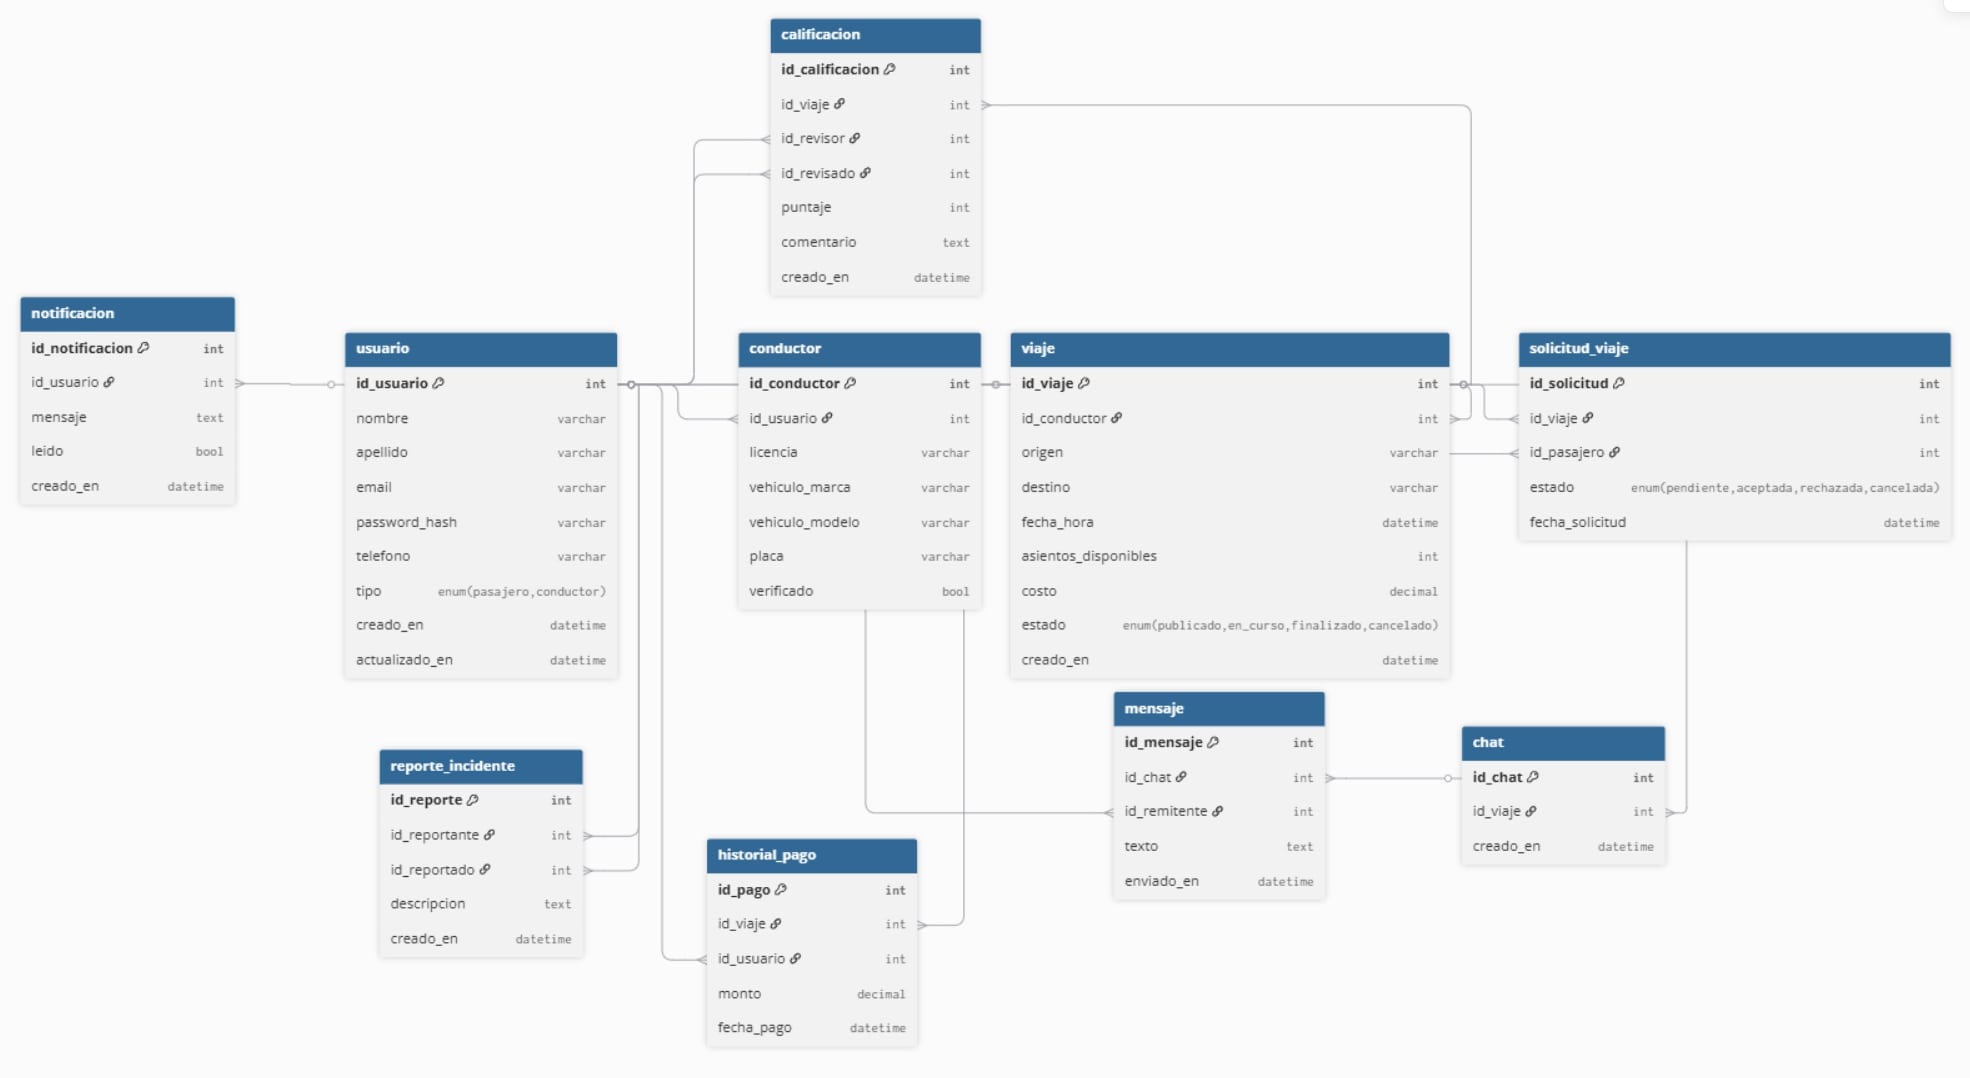 calificacion
id_calificacion int
id_viaje int
id_revisor int
id_revisado int
puntaje int
comentario text
creado_en datetime
notificacion
id_notificacion int
id_usuario int
mensaje text
leido bool
creado_en datetime
usuario
id_usuario int
nombre varchar
apellido varchar
email varchar
password_hash varchar
telefono varchar
tipo enum(pasajero,conductor)
creado_en datetime
actualizado_en datetime
conductor
id_conductor int
id_usuario int
licencia varchar
vehiculo_marca varchar
vehiculo_modelo varchar
placa varchar
verificado bool
viaje
id_viaje int
id_conductor int
origen varchar
destino varchar
fecha_hora datetime
asientos_disponibles int
costo decimal
estado enum(publicado,en_curso,finalizado,cancelado)
creado_en datetime
solicitud_viaje
id_solicitud int
id_viaje int
id_pasajero int
estado enum(pendiente,aceptada,rechazada,cancelada)
fecha_solicitud datetime
reporte_incidente
id_reporte int
id_reportante int
id_reportado int
descripcion text
creado_en datetime
historial_pago
id_pago int
id_viaje int
id_usuario int
monto decimal
fecha_pago datetime
mensaje
id_mensaje int
id_chat int
id_remitente int
texto text
enviado_en datetime
chat
id_chat int
id_viaje int
creado_en datetime